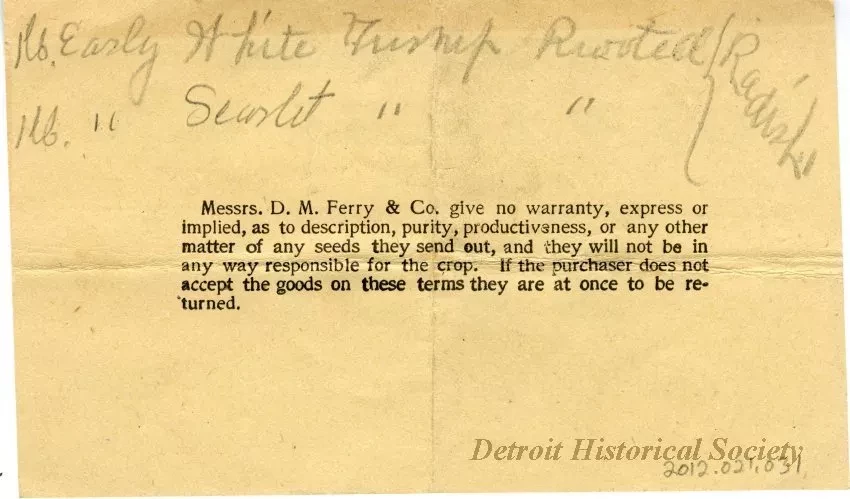 1lb. Early White Turnip Rooted } Radish
1lb. " Scarlet " "
Messrs. D. M. Ferry & Co. give no warranty, express or
implied, as to description, purity, productiveness, or any other
matter of any seeds they send out, and they will not be in
any way responsible for the crop. If the purchaser does not
accept the goods on these terms they are at once to be re-
turned.
Detroit Historical Society
2012.021.031